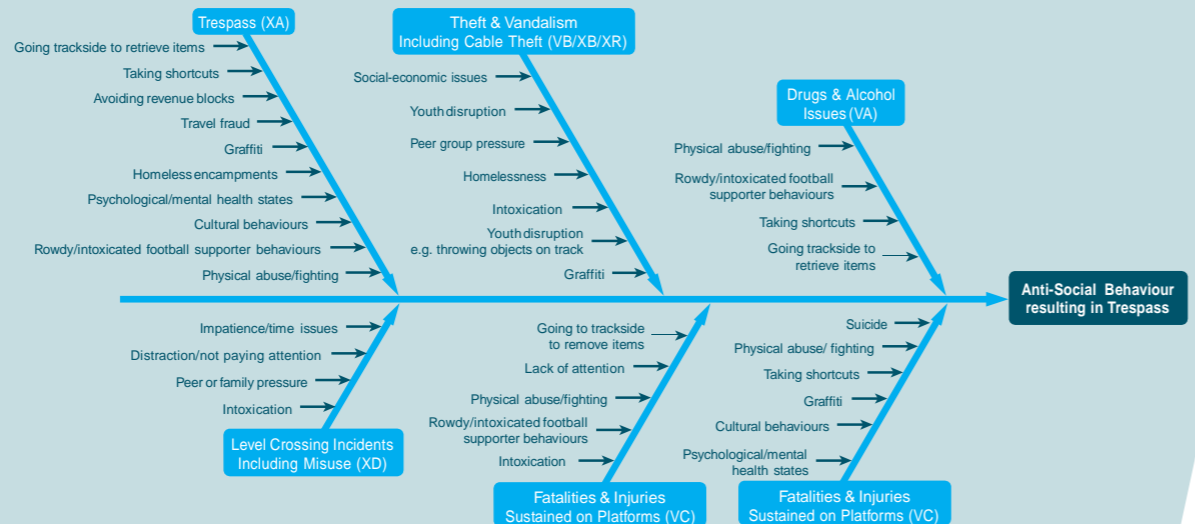 Trespass (XA)
Going trackside to retrieve items
Taking shortcuts
Avoiding revenue blocks
Travel fraud
Graffiti
Homeless encampments
Psychological/mental health states
Cultural behaviours
Rowdy/intoxicated football supporter behaviours
Physical abuse/fighting
Theft & Vandalism
Including Cable Theft (VB/XB/XR)
Social-economic issues
Youth disruption
Peer group pressure
Homelessness
Intoxication
Youth disruption
e.g. throwing objects on track
Graffiti
Drugs & Alcohol
Issues (VA)
Physical abuse/fighting
Rowdy/intoxicated football
supporter behaviours
Taking shortcuts
Going trackside to
retrieve items
Anti-Social Behaviour
resulting in Trespass
Impatience/time issues
Distraction/not paying attention
Peer or family pressure
Intoxication
Level Crossing Incidents
Including Misuse (XD)
Going to trackside
to remove items
Lack of attention
Physical abuse/fighting
Rowdy/intoxicated football
supporter behaviours
Intoxication
Fatalities & Injuries
Sustained on Platforms (VC)
Suicide
Physical abuse/ fighting
Taking shortcuts
Graffiti
Cultural behaviours
Psychological/mental
health states
Fatalities & Injuries
Sustained on Platforms (VC)